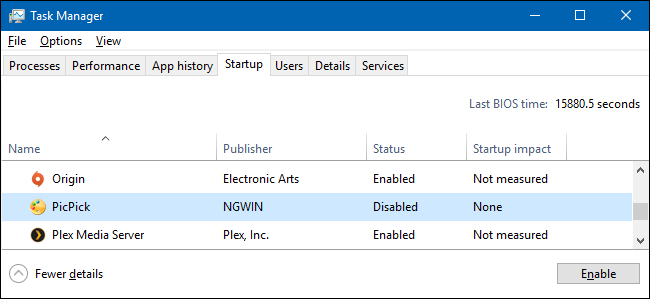 Task Manager
File Options View
Processes Performance App history Startup Users Details Services
Last BIOS time: 15880.5 seconds
Name Publisher Status Startup impact
Origin Electronic Arts Enabled Not measured
PicPick NGWIN Disabled None
Plex Media Server Plex, Inc. Enabled Not measured
Fewer details Enable